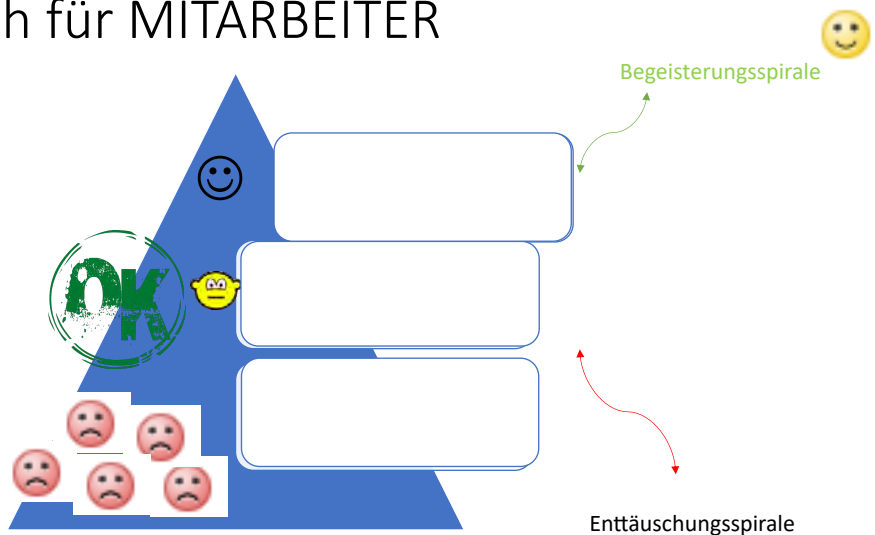 h für MITARBEITER
Begeisterungsspirale
OK
Enttäuschungsspirale